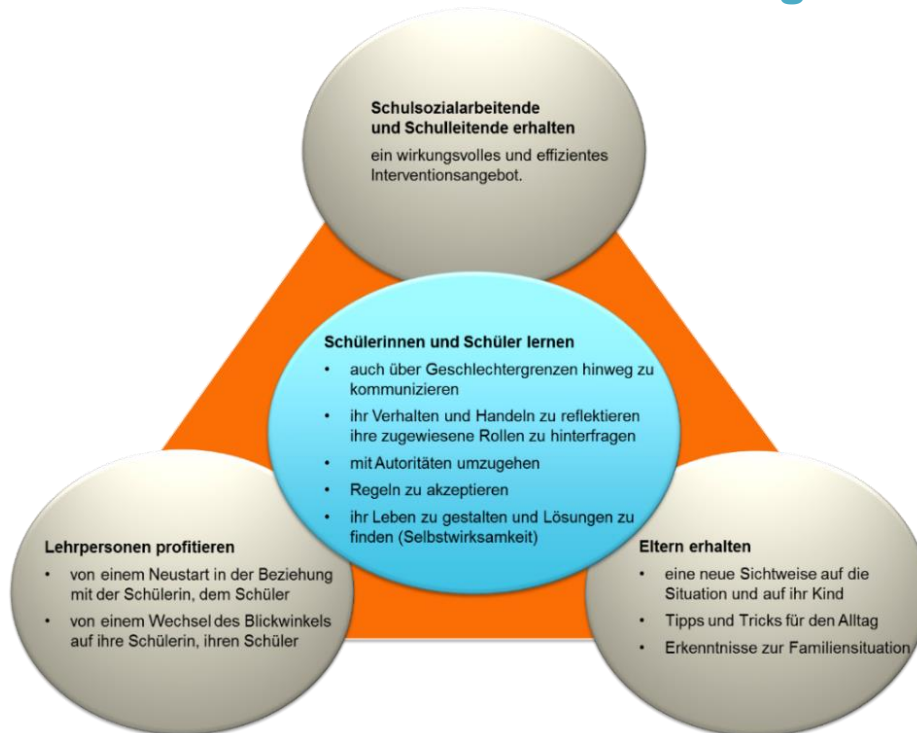 Schulsozialarbeitende
und Schulleitende erhalten
ein wirkungsvolles und effizientes
Interventionsangebot.
Schülerinnen und Schüler lernen
• auch über Geschlechtergrenzen hinweg zu
kommunizieren
• ihr Verhalten und Handeln zu reflektieren
ihre zugewiesene Rollen zu hinterfragen
• mit Autoritäten umzugehen
• Regeln zu akzeptieren
• ihr Leben zu gestalten und Lösungen zu
finden (Selbstwirksamkeit)
Lehrpersonen profitieren
• von einem Neustart in der Beziehung
mit der Schülerin, dem Schüler
• von einem Wechsel des Blickwinkels
auf ihre Schülerin, ihren Schüler
Eltern erhalten
• eine neue Sichtweise auf die
Situation und auf ihr Kind
• Tipps und Tricks für den Alltag
• Erkenntnisse zur Familiensituation